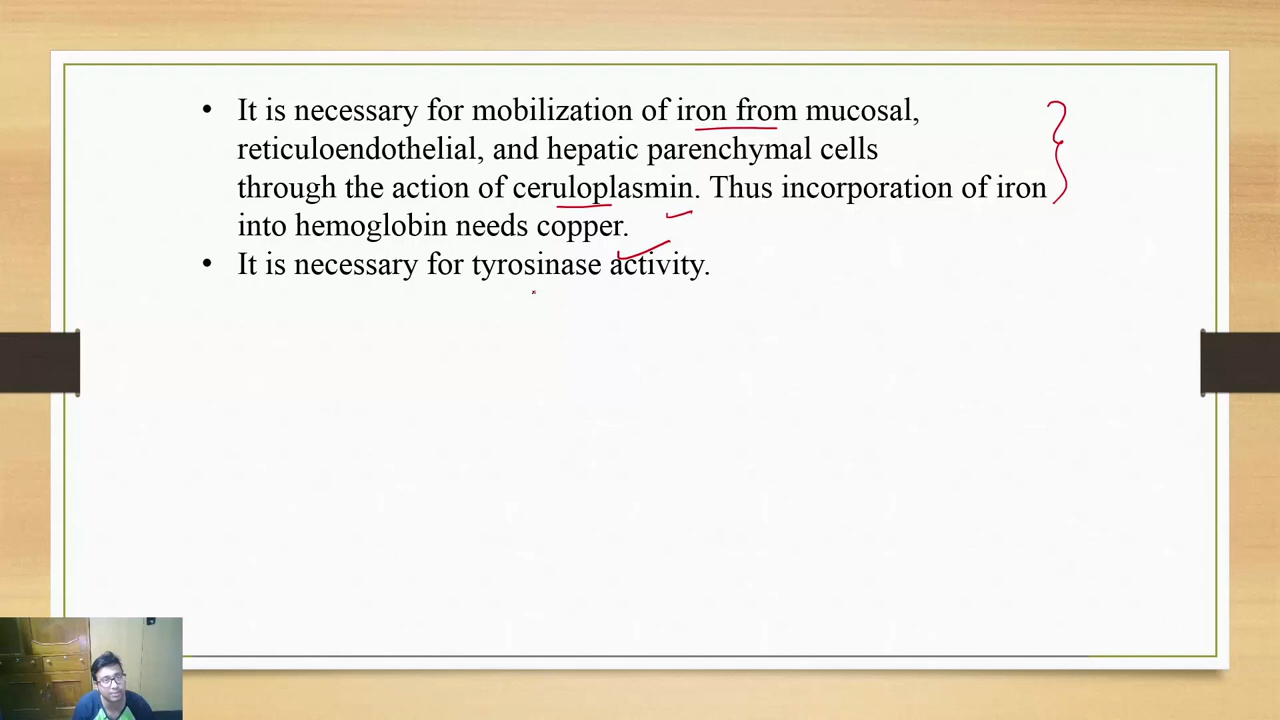 • It is necessary for mobilization of iron from mucosal,
reticuloendothelial, and hepatic parenchymal cells
through the action of ceruloplasmin. Thus incorporation of iron
into hemoglobin needs copper.
• It is necessary for tyrosinase activity.